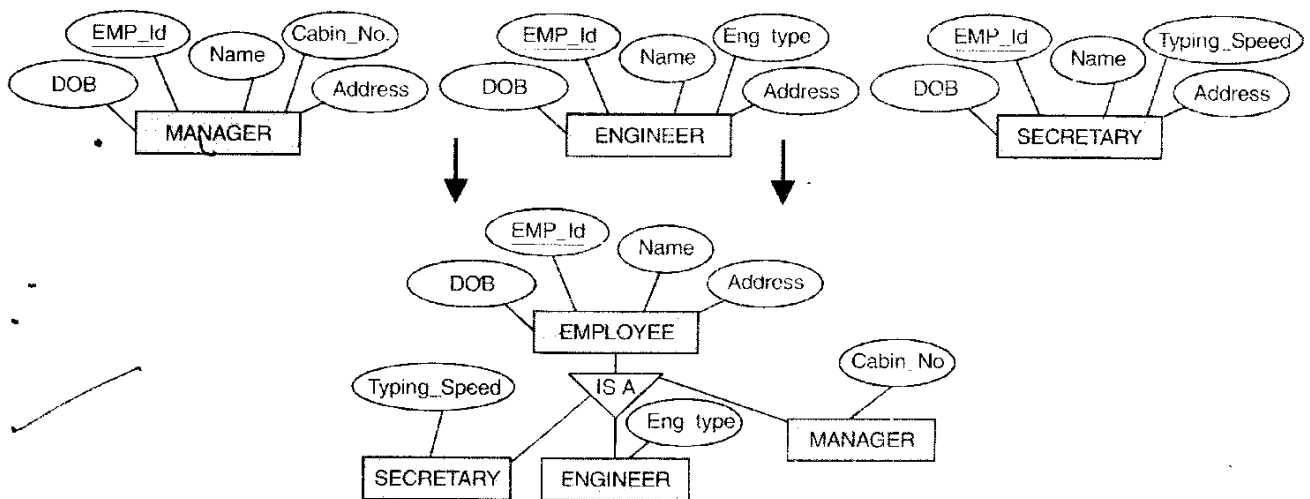 EMP_Id Name Cabin_No.
DOB Address
MANAGER
EMP_Id Name Eng type
DOB Address
ENGINEER
EMP_Id Name Typing_Speed
DOB Address
SECRETARY
EMP_Id Name
DOB Address
EMPLOYEE
Cabin_No
Typing_Speed IS A
Eng type
MANAGER
SECRETARY ENGINEER